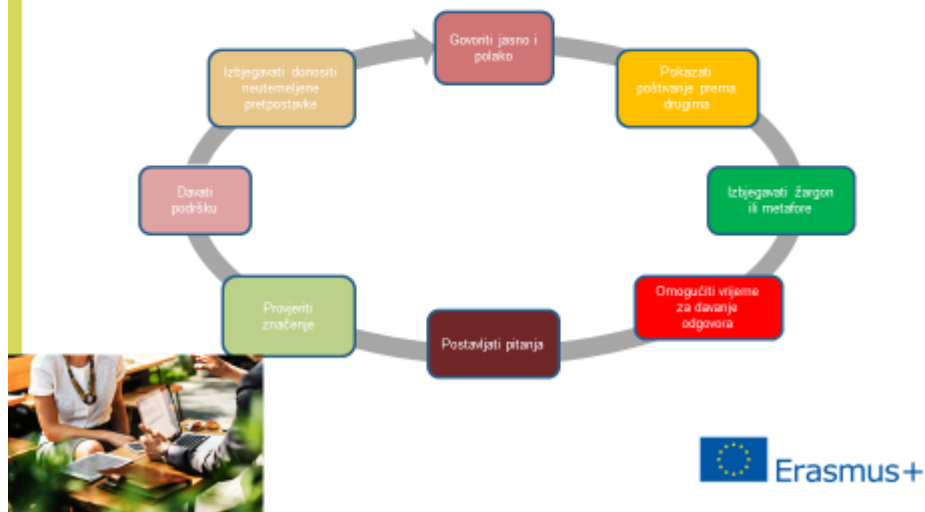 Govoriti jasno i
polako
Pokazati
poštivanje prema
drugima
Izbjegavati žargon
ili metafore
Omogućiti vrijeme
za davanje
odgovora
Postavljati pitanja
Provjeriti
značenje
Davati
podršku
Izbjegavati donositi
neutemeljene
pretpostavke
Erasmus+